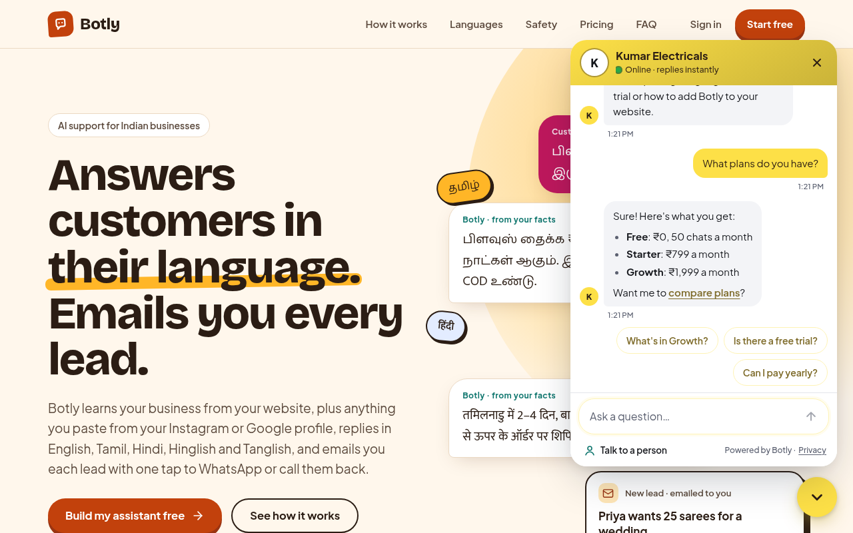 Botly
How it works
Languages
Safety
Pricing
FAQ
Sign in
Start free
AI support for Indian businesses
Answers
customers in
their language.
Emails you every
lead.
Botly learns your business from your website, plus anything
you paste from your Instagram or Google profile, replies in
English, Tamil, Hindi, Hinglish and Tanglish, and emails you
each lead with one tap to WhatsApp or call them back.
Build my assistant free
See how it works
தமிழ்
हिंदी
Botly · from your facts
பிளவுஸ் தைக்க
நாட்கள் ஆகும்.
COD உண்டு.
Botly · from your facts
तमिलनाडु में 2–4 दिन,
से ऊपर के ऑर्डर पर
New lead · emailed to you
Priya wants 25 sarees for a
wedding
K
Kumar Electricals
Online · replies instantly
trial or how to add Botly to your
website.
K
1:21 PM
What plans do you have?
1:21 PM
Sure! Here's what you get:
• Free: ₹0, 50 chats a month
• Starter: ₹799 a month
• Growth: ₹1,999 a month
Want me to compare plans?
K
1:21 PM
What's in Growth?
Is there a free trial?
Can I pay yearly?
Ask a question...
Talk to a person
Powered by Botly · Privacy